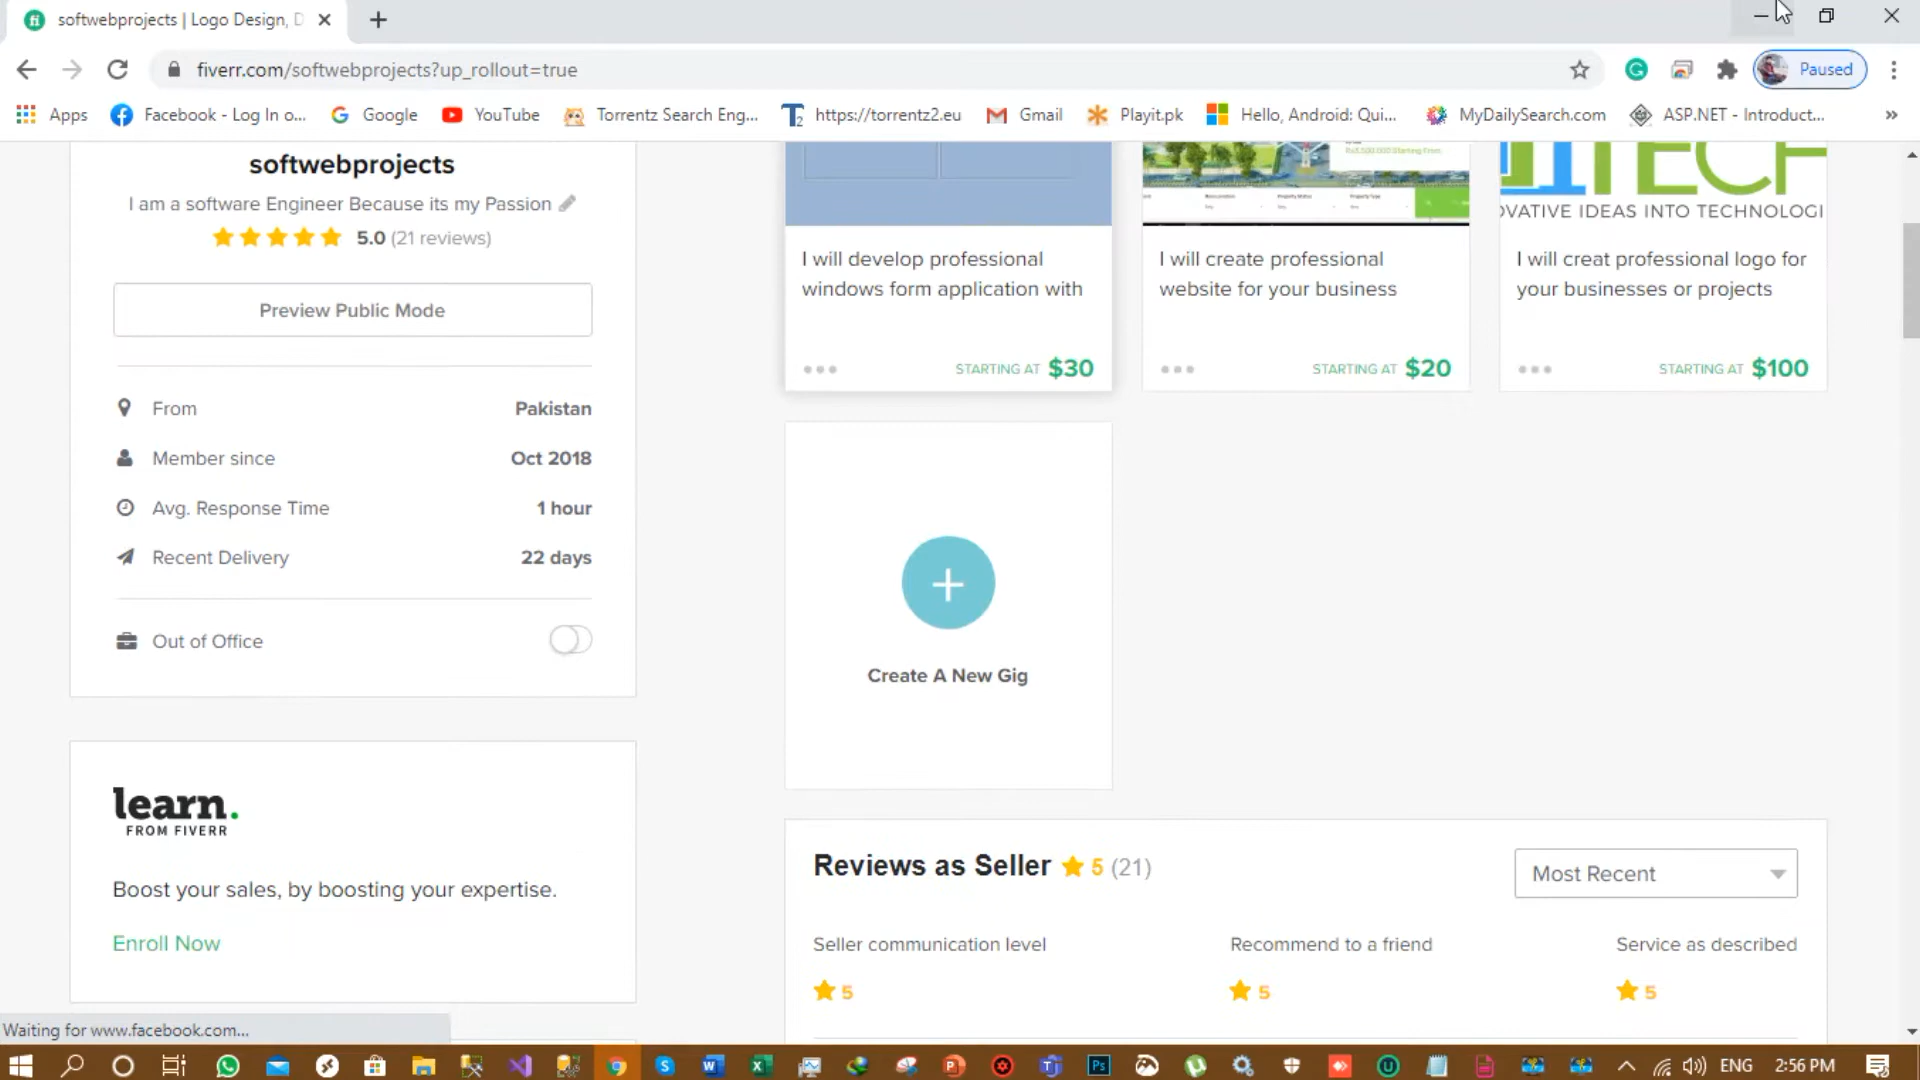 softwebprojects | Logo Design, D
fiverr.com/softwebprojects?up_rollout=true
Paused
Apps
Facebook - Log In o...
Google
YouTube
Torrentz Search Eng...
https://torrentz2.eu
Gmail
Playit.pk
Hello, Android: Qui...
MyDailySearch.com
ASP.NET - Introduct...
»
softwebprojects
I am a software Engineer Because its my Passion
5.0 (21 reviews)
Preview Public Mode
From Pakistan
Member since Oct 2018
Avg. Response Time 1 hour
Recent Delivery 22 days
Out of Office
learn.
FROM FIVERR
Boost your sales, by boosting your expertise.
Enroll Now
I will develop professional
windows form application with
STARTING AT $30
I will create professional
website for your business
STARTING AT $20
ITECH
OVATIVE IDEAS INTO TECHNOLOGI
I will creat professional logo for
your businesses or projects
STARTING AT $100
Create A New Gig
Reviews as Seller 5 (21)
Most Recent
Seller communication level
5
Recommend to a friend
5
Service as described
5
Waiting for www.facebook.com...
ENG
2:56 PM